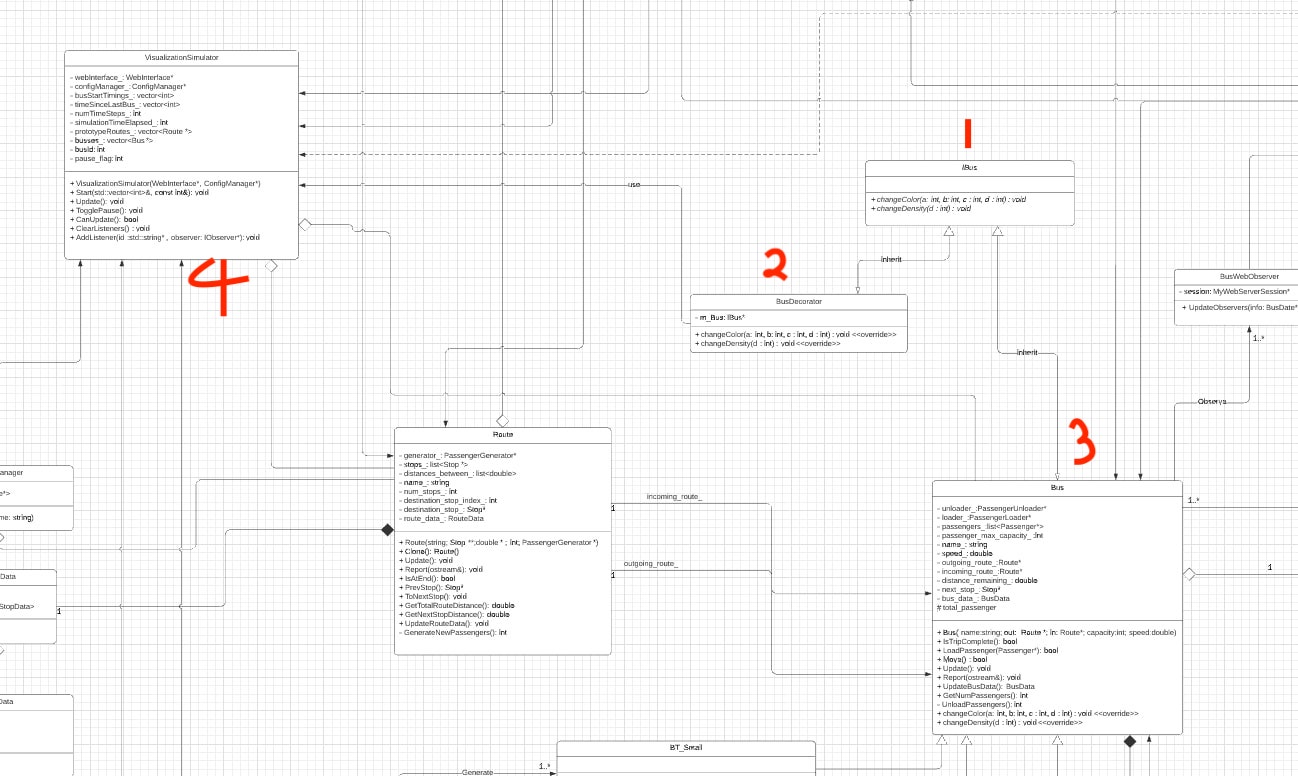 VisualizationSimulator
- webInterface_: WebInterface*
- configManager_: ConfigManager*
- busStartTimings_: vector<int>
- timeSinceLastBus_: vector<int>
- numTimeSteps_: int
- simulationTimeElapsed_: int
- prototypeRoutes_: vector<Route *>
- busses_: vector<Bus *>
- busId: int
- pause_flag: int
+ VisualizationSimulator(WebInterface*, ConfigManager*)
+ Start(std::vector<int>&, const int&): void
+ Update(): void
+ TogglePause(): void
+ CanUpdate(): bool
+ ClearListeners() : void
+ AddListener(id :std::string* , observer: IObserver*): void
4
use
1
IBus
+ changeColor(a: int, b: int, c : int, d : int) : void
+ changeDensity(d : int) : void
Inherit
Inherit
2
BusDecorator
- m_Bus: IBus*
+ changeColor(a: int, b: int, c : int, d : int) : void <<override>>
+ changeDensity(d : int) : void <<override>>
BusWebObserver
- session: MyWebServerSession*
+ UpdateObservers(info: BusDate*
1..*
Observs
Route
- generator_: PassengerGenerator*
- stops_: list<Stop *>
- distances_between_: list<double>
- name_: string
- num_stops_: int
- destination_stop_index_: int
- destination_stop_: Stop*
- route_data_: RouteData
+ Route(string; Stop **;double * ; int; PassengerGenerator *)
+ Clone(): Route()
+ Update(): void
+ Report(ostream&): void
+ IsAtEnd(): bool
+ PrevStop(): Stop*
+ ToNextStop(): void
+ GetTotalRouteDistance(): double
+ GetNextStopDistance(): double
+ UpdateRouteData(): void
- GenerateNewPassengers(): int
incoming_route_
1
outgoing_route_
1
3
Bus
- unloader_:PassengerUnloader*
- loader_:PassengerLoader*
- passengers_list<Passenger*>
- passenger_max_capacity_ :int
- name_: string
- speed_: double
- outgoing_route_:Route*
- incoming_route_:Route*
- distance_remaining_: double
- next_stop_: Stop*
- bus_data_: BusData
# total_passenger
+ Bus( name:string; out: Route *; in: Route*; capacity:int; speed:double)
+ IsTripComplete(): bool
+ LoadPassenger(Passenger*): bool
+ Move() : bool
+ Update(): void
+ Report(ostream&): void
+ UpdateBusData(): BusData
+ GetNumPassengers(): int
- UnloadPassengers(): int
+ changeColor(a: int, b: int, c : int, d : int) : void <<override>>
+ changeDensity(d : int) : void <<override>>
1..*
1
anager
e*>
me: string)
Data
StopData>
1
Data
BT_Small
1..*
Generate